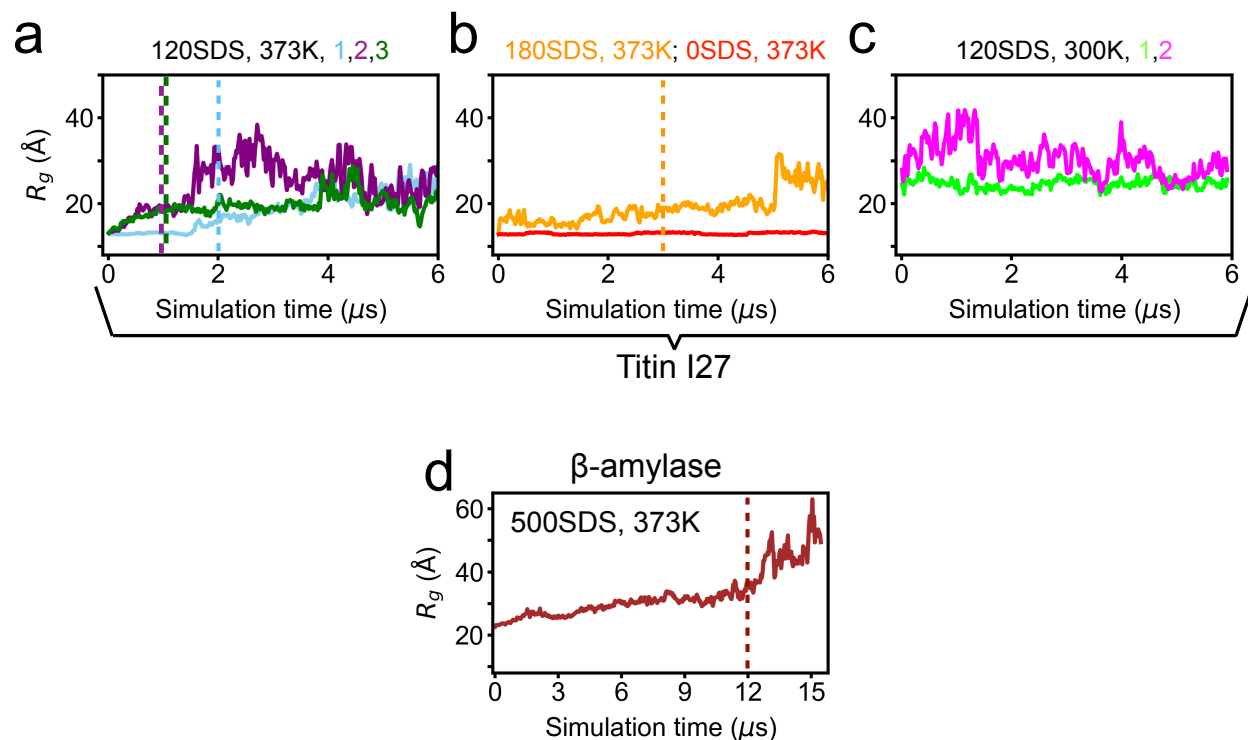 a
120SDS, 373K, 1,2,3
40
20
Rg (Å)
0 2 4 6
Simulation time (μs)
b
180SDS, 373K; 0SDS, 373K
40
20
0 2 4 6
Simulation time (μs)
c
120SDS, 300K, 1,2
40
20
0 2 4 6
Simulation time (μs)
Titin I27
d
β-amylase
500SDS, 373K
60
40
20
Rg (Å)
0 3 6 9 12 15
Simulation time (μs)